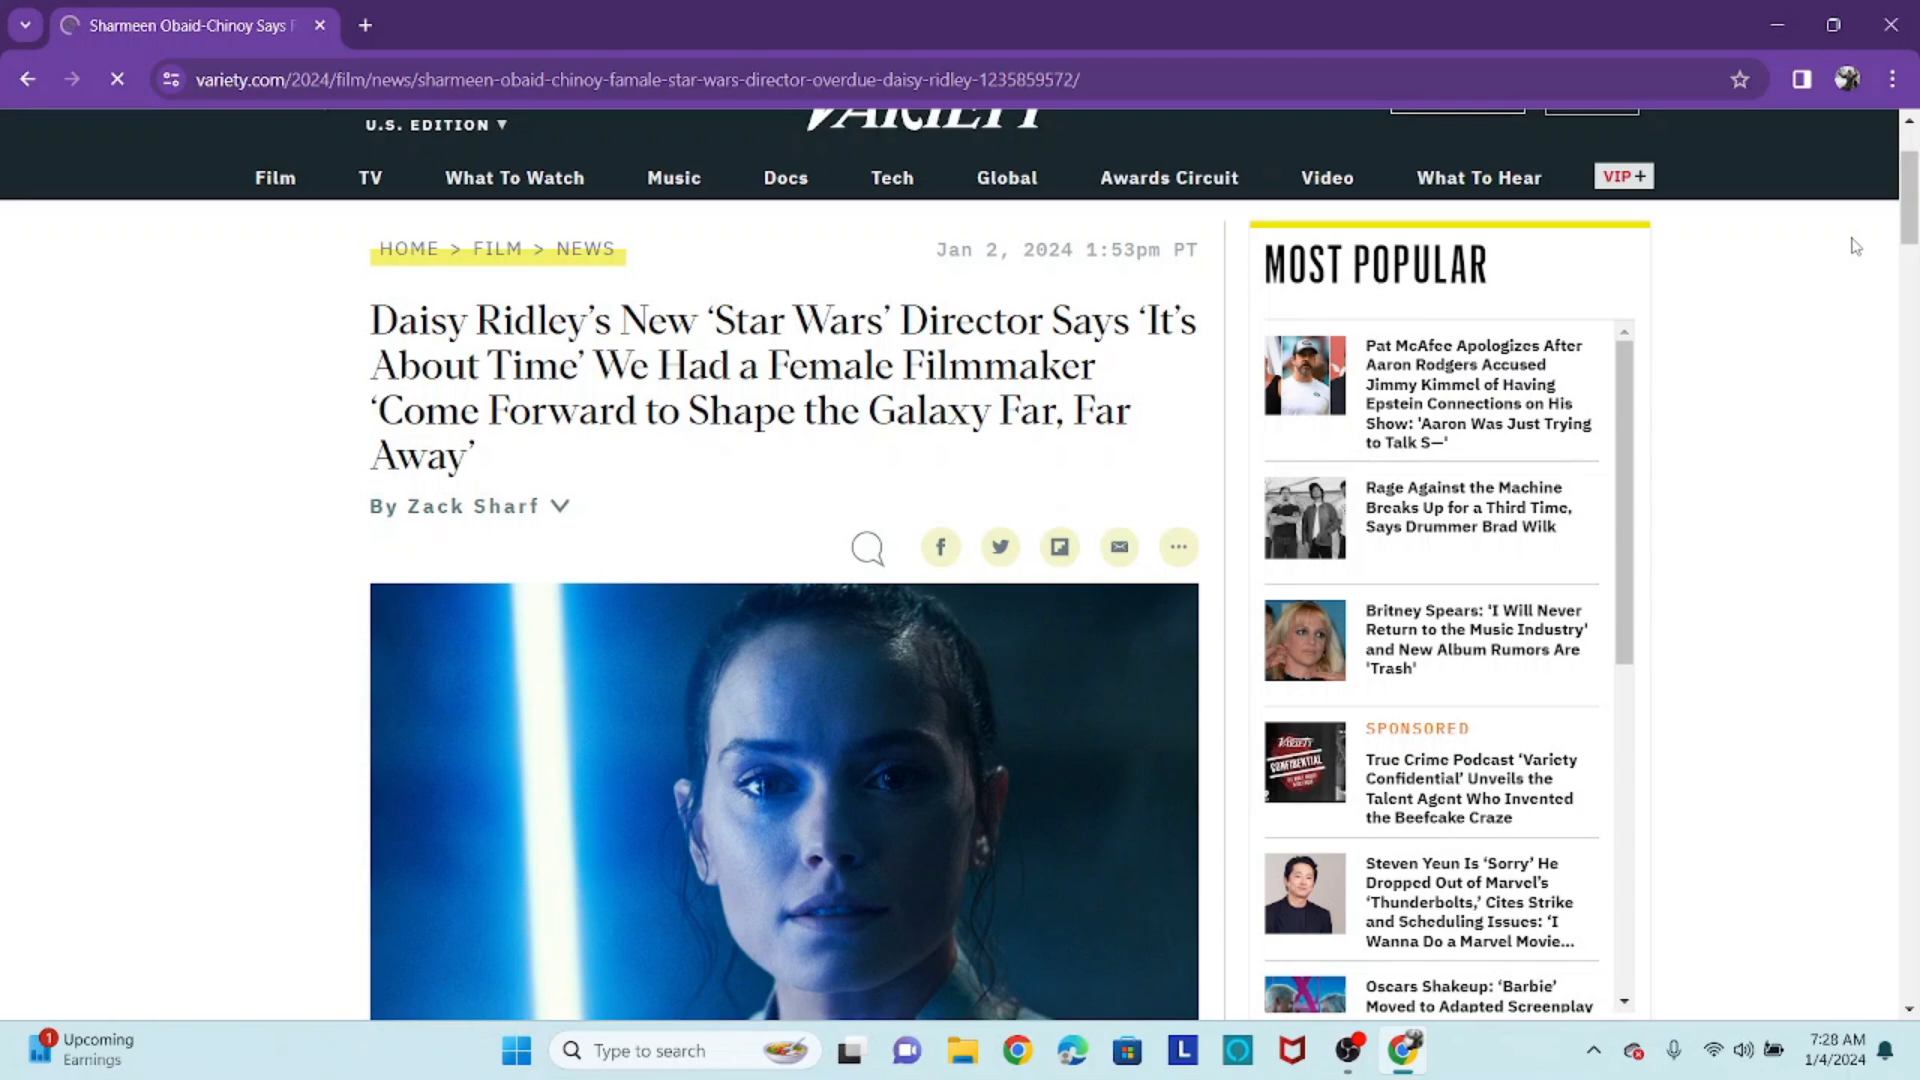 Sharmeen Obaid-Chinoy Says F
variety.com/2024/film/news/sharmeen-obaid-chinoy-famale-star-wars-director-overdue-daisy-ridley-1235859572/
U.S. EDITION ▼
VARIETY
Film TV What To Watch Music Docs Tech Global Awards Circuit Video What To Hear VIP+
HOME > FILM > NEWS
Jan 2, 2024 1:53pm PT
Daisy Ridley’s New ‘Star Wars’ Director Says ‘It’s
About Time’ We Had a Female Filmmaker
‘Come Forward to Shape the Galaxy Far, Far
Away’
By Zack Sharf
MOST POPULAR
Pat McAfee Apologizes After
Aaron Rodgers Accused
Jimmy Kimmel of Having
Epstein Connections on His
Show: 'Aaron Was Just Trying
to Talk S—'
Rage Against the Machine
Breaks Up for a Third Time,
Says Drummer Brad Wilk
Britney Spears: 'I Will Never
Return to the Music Industry'
and New Album Rumors Are
'Trash'
VARIETY
CONFIDENTIAL
SPONSORED
True Crime Podcast ‘Variety
Confidential’ Unveils the
Talent Agent Who Invented
the Beefcake Craze
Steven Yeun Is ‘Sorry’ He
Dropped Out of Marvel’s
‘Thunderbolts,’ Cites Strike
and Scheduling Issues: ‘I
Wanna Do a Marvel Movie...
Oscars Shakeup: ‘Barbie’
Moved to Adapted Screenplay
1
Upcoming
Earnings
Type to search
L
7:28 AM
1/4/2024